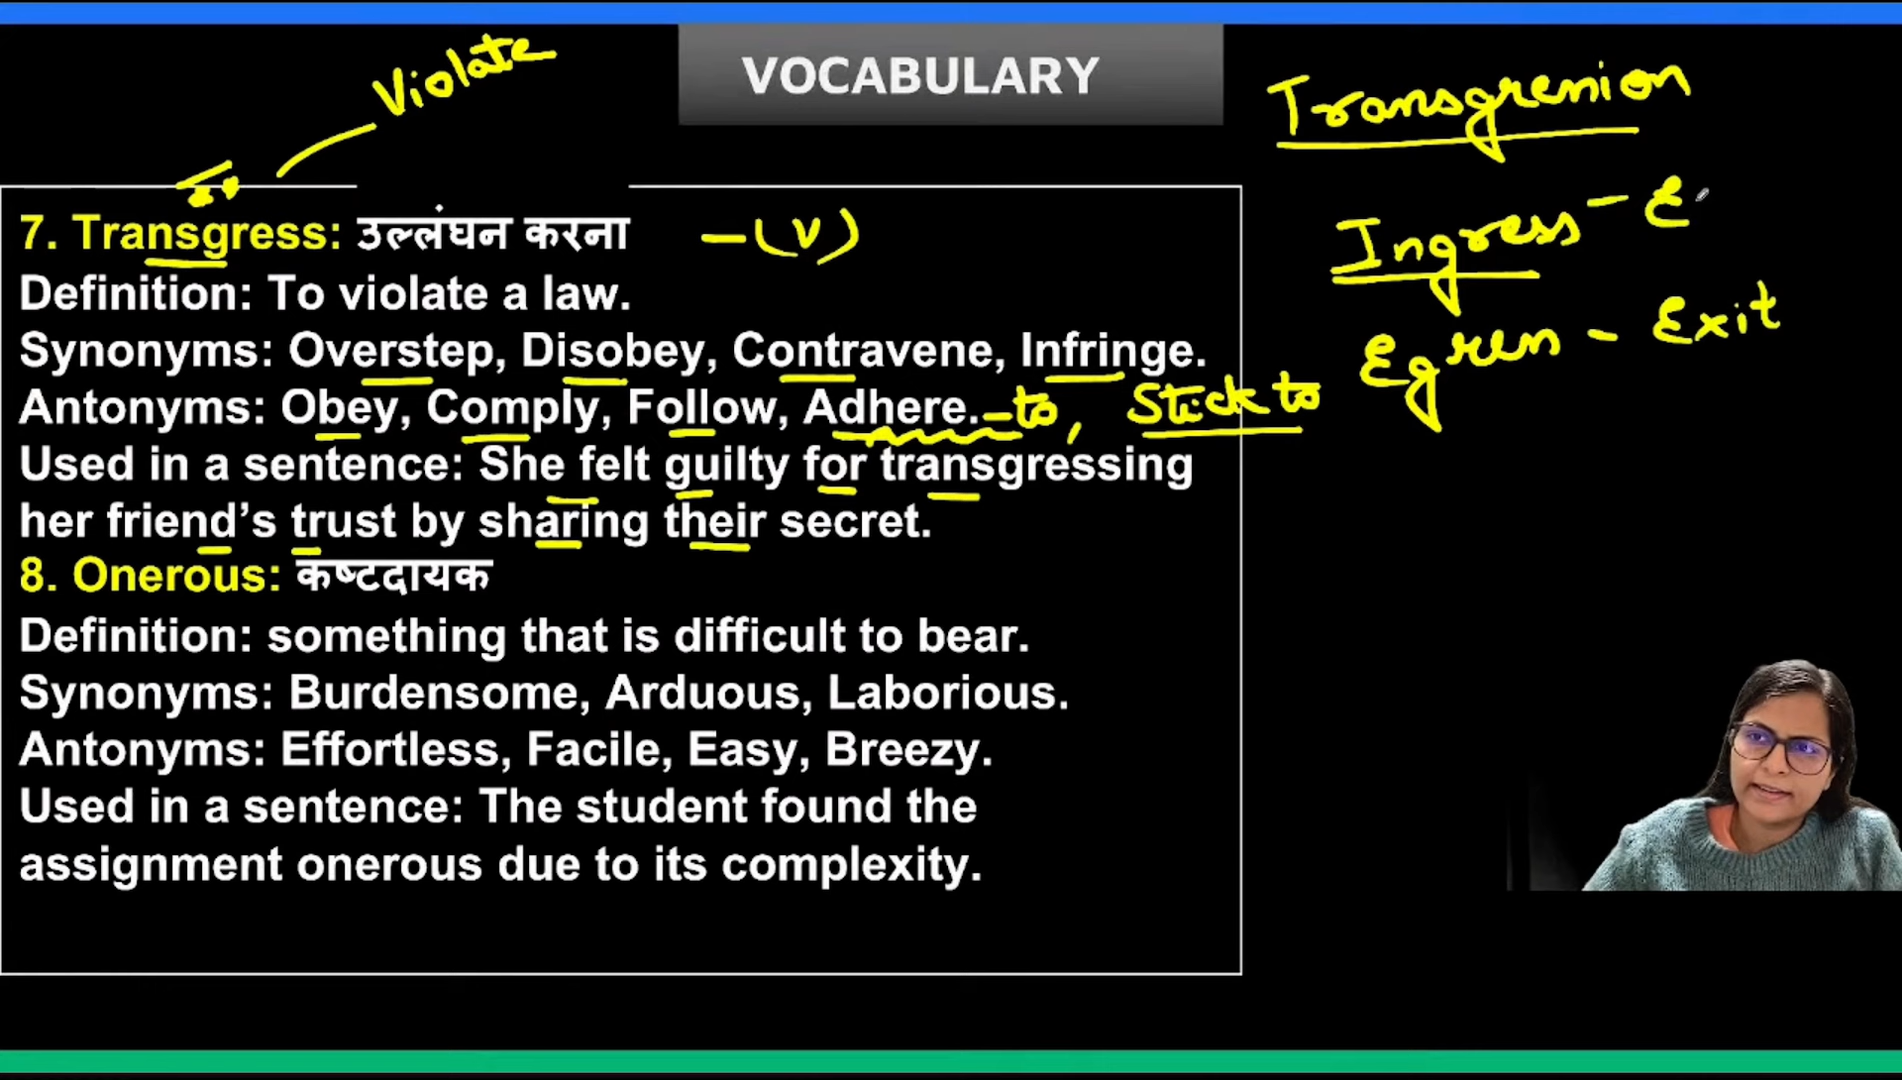 VOCABULARY
Violate
Transgression
7. Transgress: उल्लंघन करना - (v)
Ingress - E
Definition: To violate a law.
Egress - Exit
Synonyms: Overstep, Disobey, Contravene, Infringe.
Antonyms: Obey, Comply, Follow, Adhere. - to, Stick to
Used in a sentence: She felt guilty for transgressing
her friend's trust by sharing their secret.
8. Onerous: कष्टदायक
Definition: something that is difficult to bear.
Synonyms: Burdensome, Arduous, Laborious.
Antonyms: Effortless, Facile, Easy, Breezy.
Used in a sentence: The student found the
assignment onerous due to its complexity.